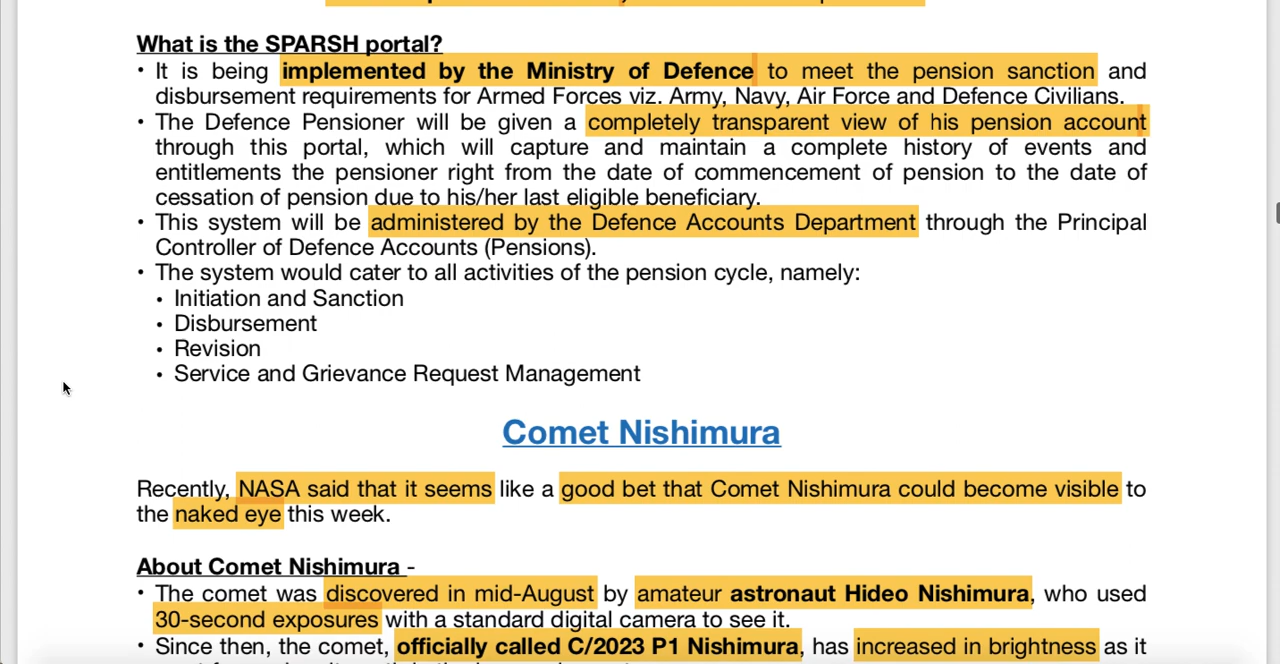 What is the SPARSH portal?
• It is being implemented by the Ministry of Defence to meet the pension sanction and
disbursement requirements for Armed Forces viz. Army, Navy, Air Force and Defence Civilians.
• The Defence Pensioner will be given a completely transparent view of his pension account
through this portal, which will capture and maintain a complete history of events and
entitlements the pensioner right from the date of commencement of pension to the date of
cessation of pension due to his/her last eligible beneficiary.
• This system will be administered by the Defence Accounts Department through the Principal
Controller of Defence Accounts (Pensions).
• The system would cater to all activities of the pension cycle, namely:
• Initiation and Sanction
• Disbursement
• Revision
• Service and Grievance Request Management
Comet Nishimura
Recently, NASA said that it seems like a good bet that Comet Nishimura could become visible to
the naked eye this week.
About Comet Nishimura -
• The comet was discovered in mid-August by amateur astronaut Hideo Nishimura, who used
30-second exposures with a standard digital camera to see it.
• Since then, the comet, officially called C/2023 P1 Nishimura, has increased in brightness as it